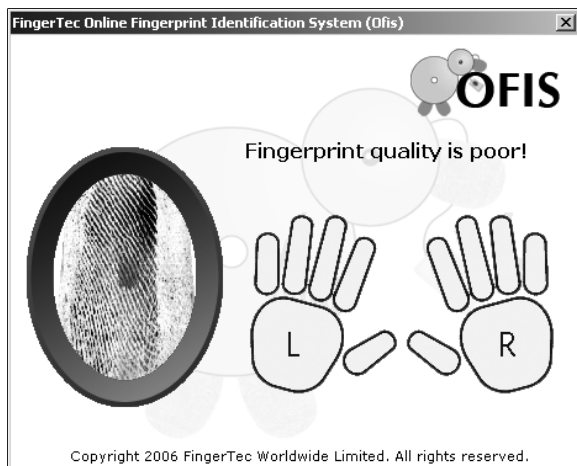 FingerTec Online Fingerprint Identification System (Ofis)
OFIS
Fingerprint quality is poor!
L R
Copyright 2006 FingerTec Worldwide Limited. All rights reserved.